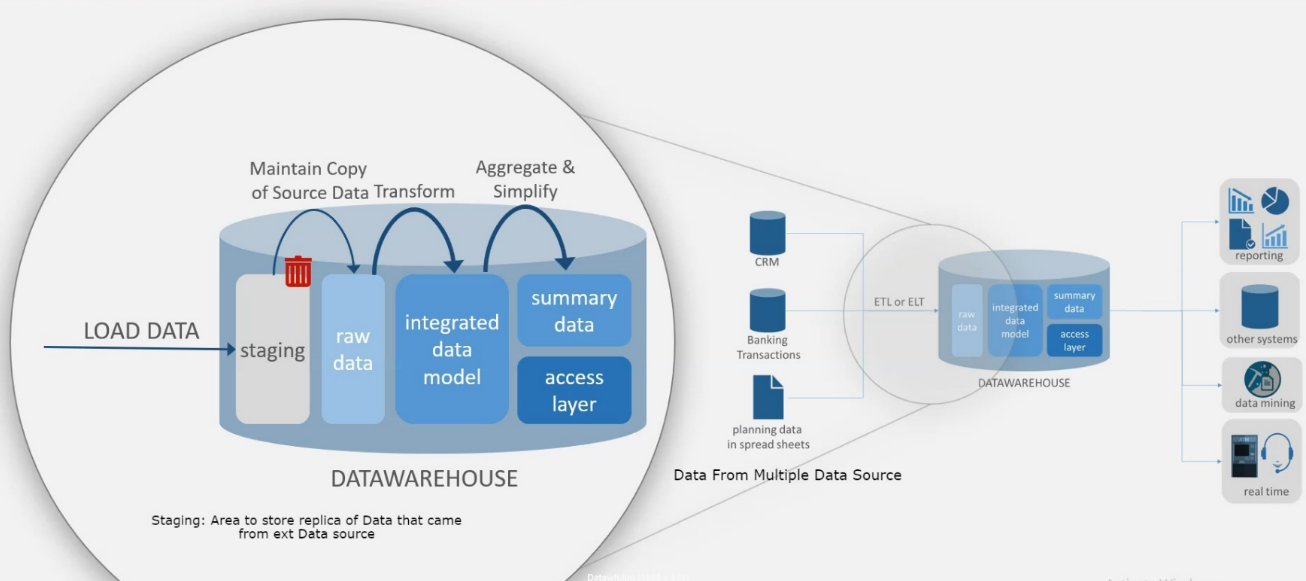 Maintain Copy
of Source Data
Transform
Aggregate &
Simplify
LOAD DATA
staging
raw
data
integrated
data
model
summary
data
access
layer
DATAWAREHOUSE
Staging: Area to store replica of Data that came
from ext Data source
CRM
Banking
Transactions
planning data
in spread sheets
Data From Multiple Data Source
ETL or ELT
raw
data
integrated
data
model
summary
data
access
layer
DATAWAREHOUSE
reporting
other systems
data mining
real time